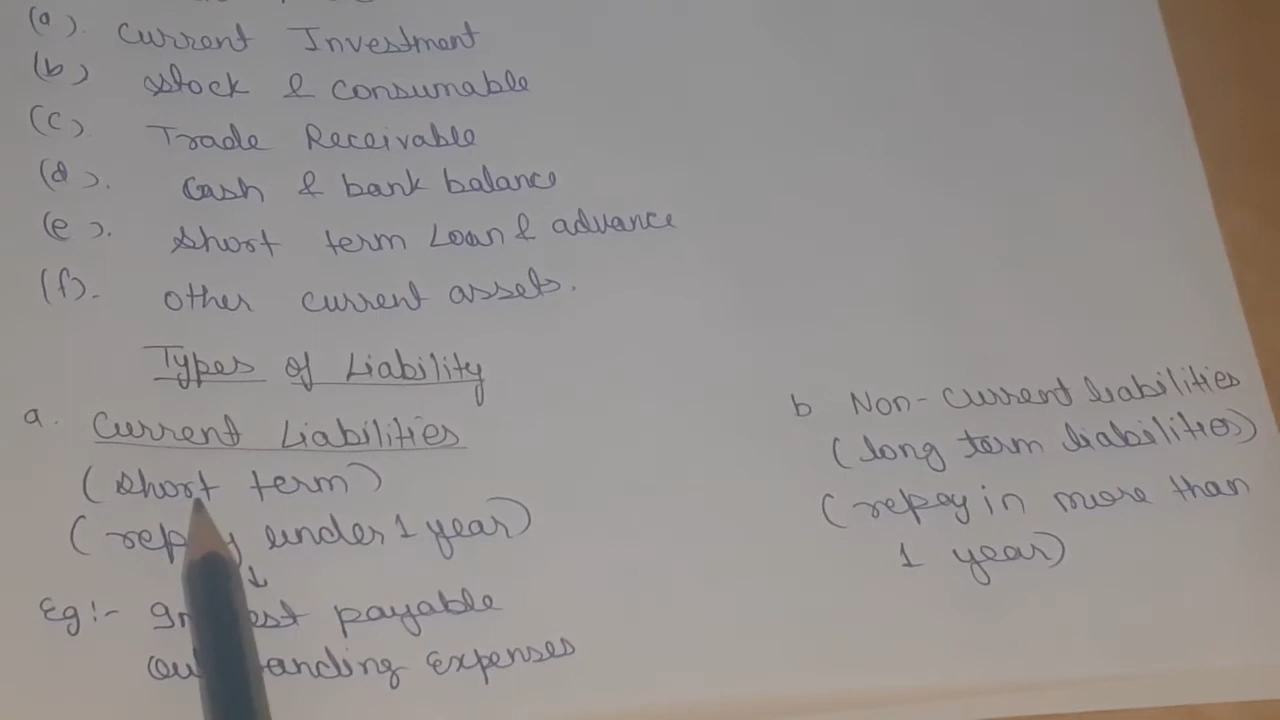 (a). Current Investment
(b) Stock & consumable
(c). Trade Receivable
(d). Cash & bank balance
(e). Short term Loan & advance
(f). Other current assets.
Types of Liability
a. Current Liabilities
(Short term)
(repay under 1 year)
↓
Eg:- payable
Expenses
b Non-current liabilities
(long term liabilities)
(repay in more than
1 year)